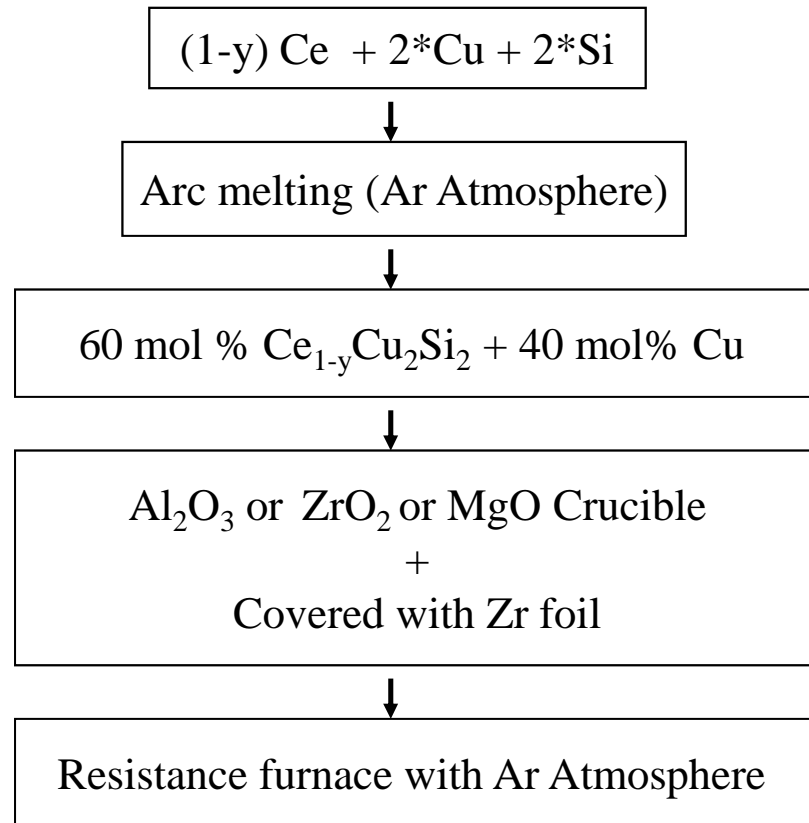 (1-y) Ce + 2*Cu + 2*Si
Arc melting (Ar Atmosphere)
60 mol % Ce₁₋yCu₂Si₂ + 40 mol% Cu
Al₂O₃ or ZrO₂ or MgO Crucible
+
Covered with Zr foil
Resistance furnace with Ar Atmosphere